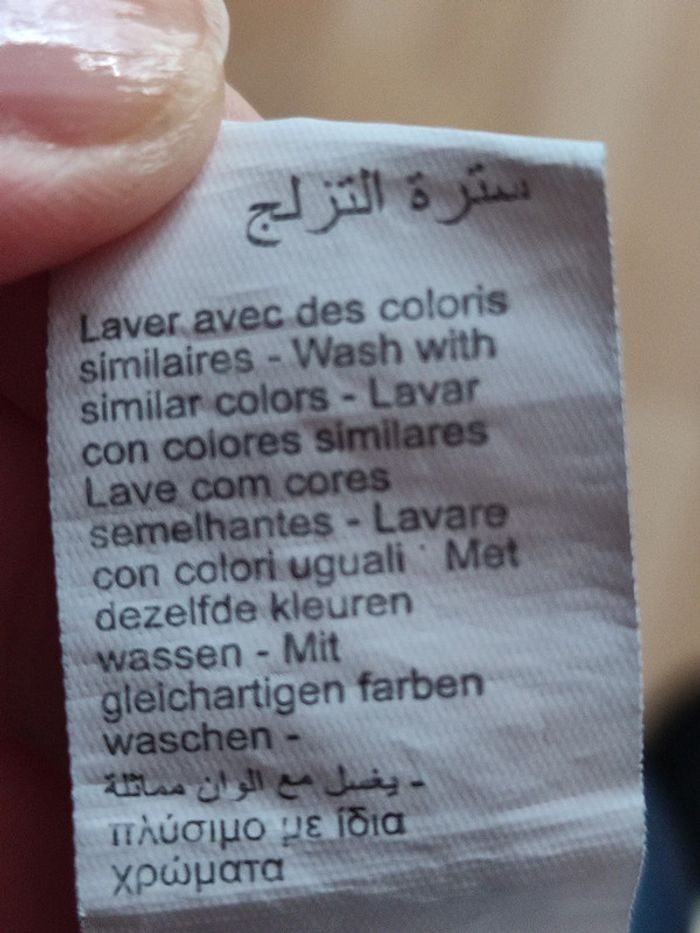 سترة التزلج
Laver avec des coloris
similaires - Wash with
similar colors - Lavar
con colores similares
Lave com cores
semelhantes - Lavare
con colori uguali ˙ Met
dezelfde kleuren
wassen - Mit
gleichartigen farben
waschen -
يغسل مع الوان مماثلة -
πλύσιμο με ίδια
χρώματα